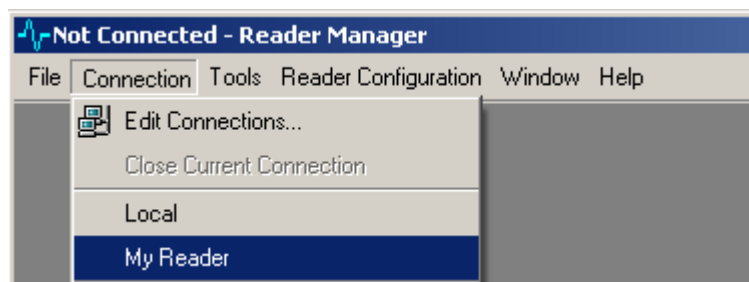 Not Connected - Reader Manager
File Connection Tools Reader Configuration Window Help
Edit Connections...
Close Current Connection
Local
My Reader